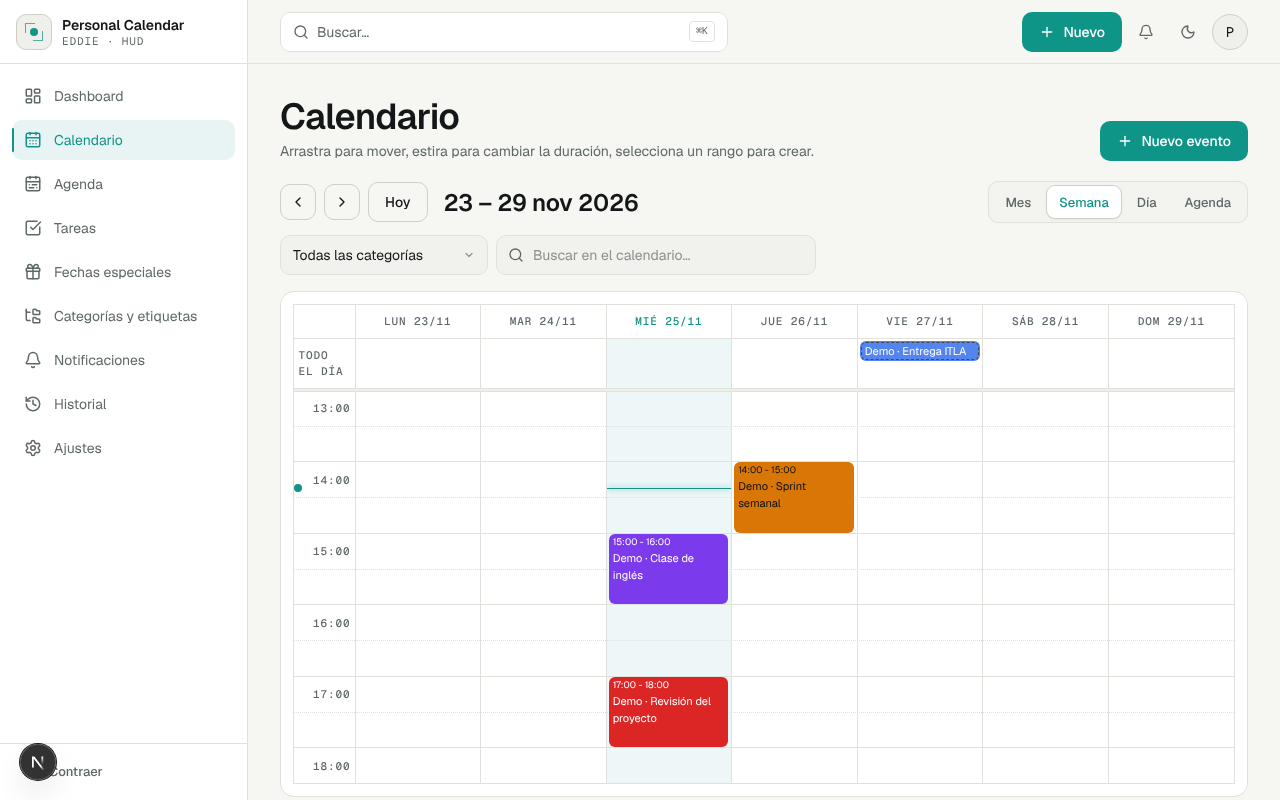 Personal Calendar
EDDIE · HUD
Buscar...
⌘K
Nuevo
P
Dashboard
Calendario
Agenda
Tareas
Fechas especiales
Categorías y etiquetas
Notificaciones
Historial
Ajustes
Contraer
N
Calendario
Arrastra para mover, estira para cambiar la duración, selecciona un rango para crear.
Nuevo evento
Hoy
23 – 29 nov 2026
Mes
Semana
Día
Agenda
Todas las categorías
Buscar en el calendario...
LUN 23/11
MAR 24/11
MIÉ 25/11
JUE 26/11
VIE 27/11
SÁB 28/11
DOM 29/11
TODO
EL DÍA
Demo · Entrega ITLA
13:00
14:00
14:00 - 15:00
Demo · Sprint
semanal
15:00
15:00 - 16:00
Demo · Clase de
inglés
16:00
17:00
17:00 - 18:00
Demo · Revisión del
proyecto
18:00